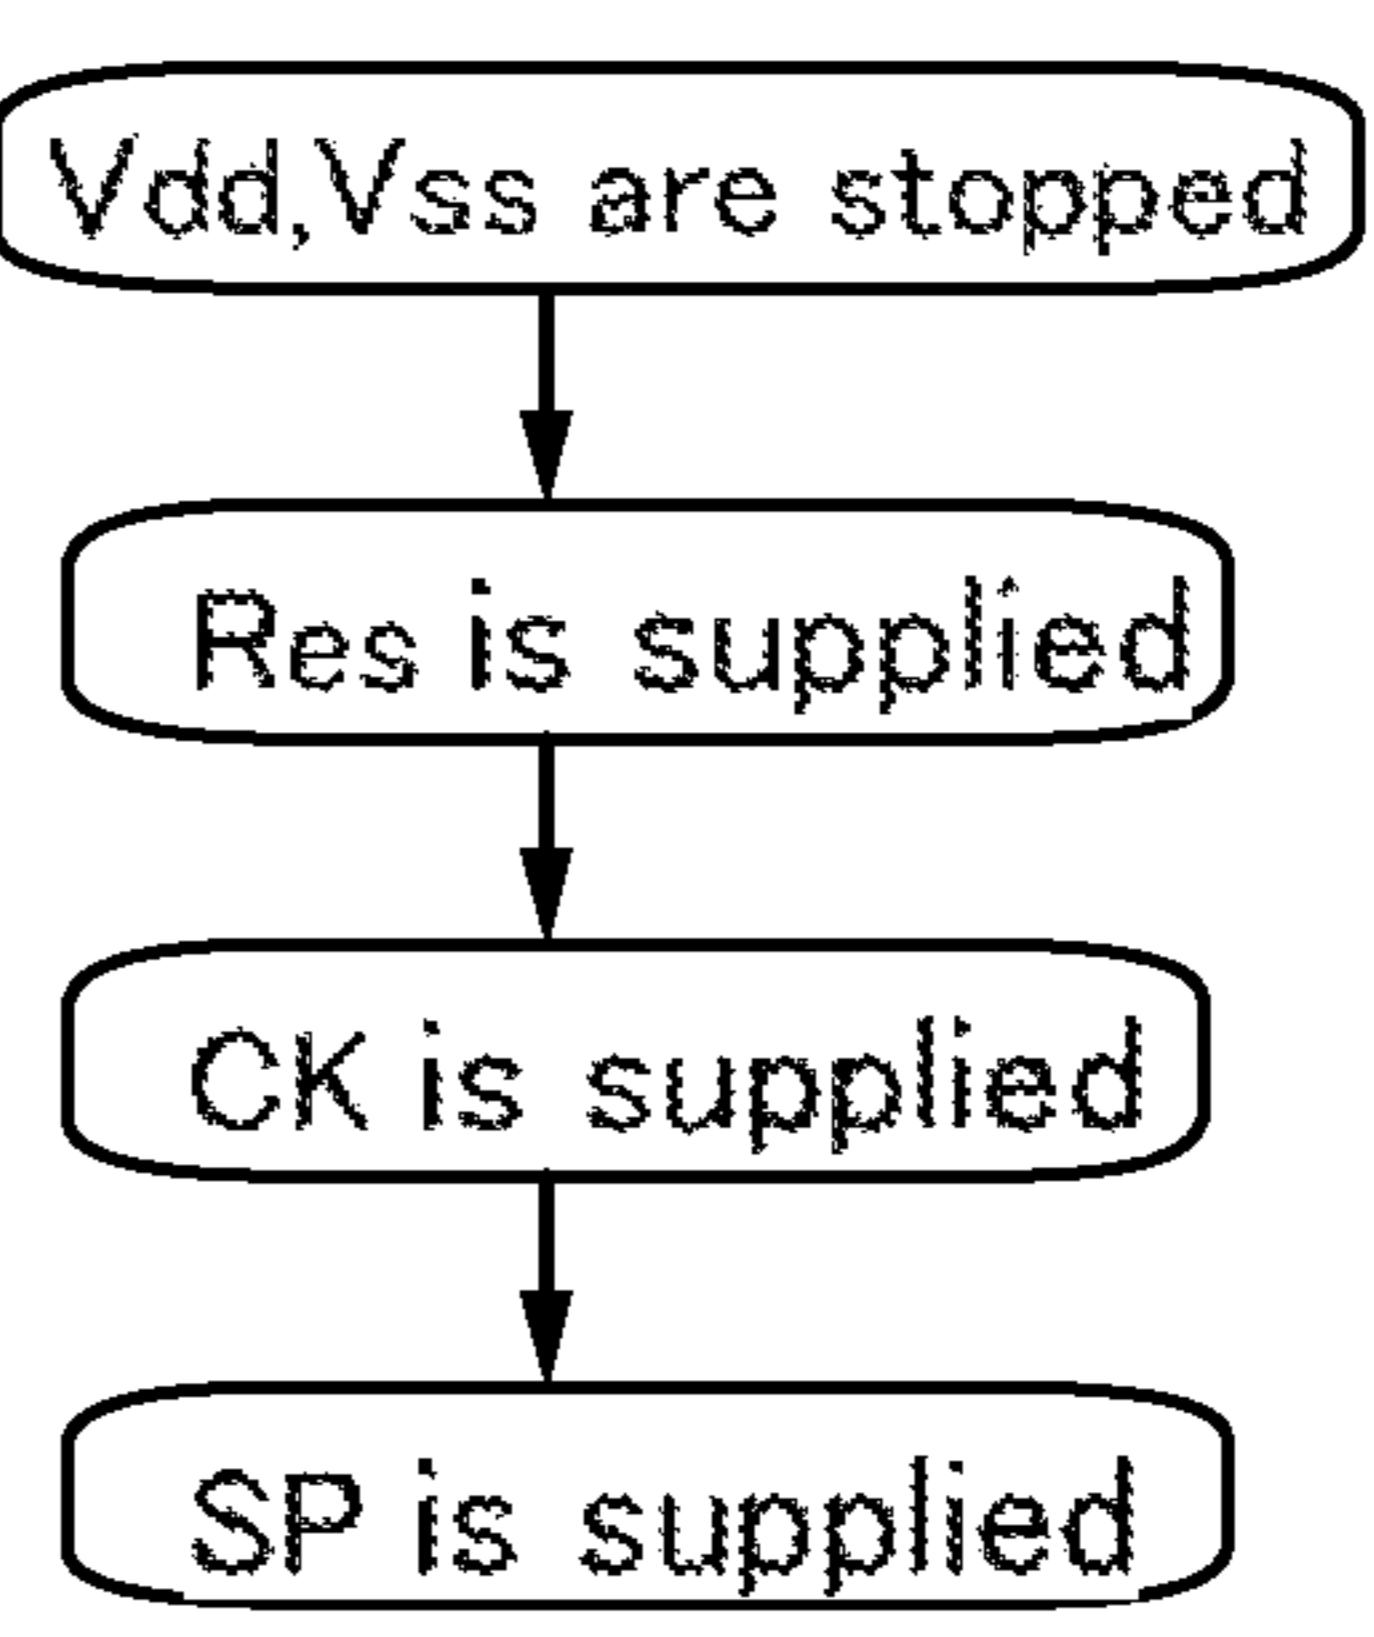 Vdd,Vss are stopped
Res is supplied
CK is supplied
SP is supplied